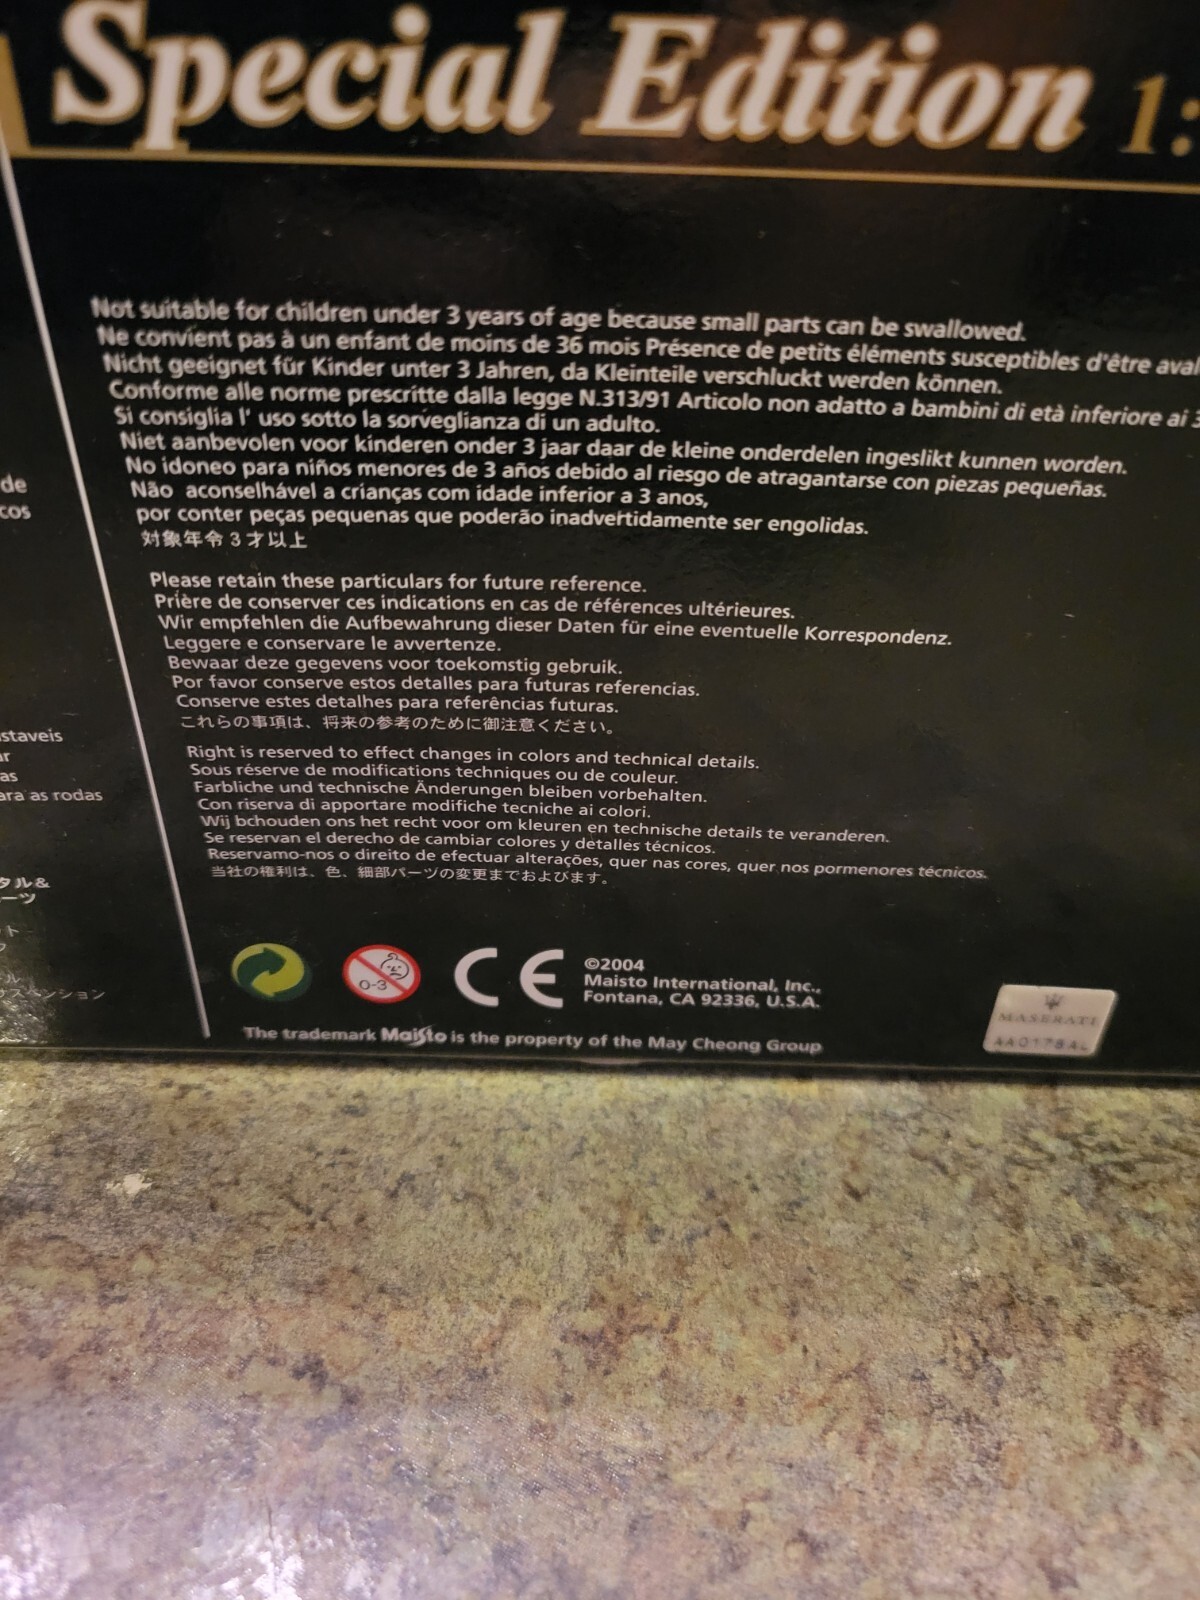 Special Edition 1:
Not suitable for children under 3 years of age because small parts can be swallowed.
Ne convient pas à un enfant de moins de 36 mois Présence de petits éléments susceptibles d'être aval
Nicht geeignet für Kinder unter 3 Jahren, da Kleinteile verschluckt werden können.
Conforme alle norme prescritte dalla legge N.313/91 Articolo non adatto a bambini di età inferiore ai 3
Si consiglia l' uso sotto la sorveglianza di un adulto.
Niet aanbevolen voor kinderen onder 3 jaar daar de kleine onderdelen ingeslikt kunnen worden.
No idoneo para niños menores de 3 años debido al riesgo de atragantarse con piezas pequeñas.
Não aconselhável a crianças com idade inferior a 3 anos,
por conter peças pequenas que poderão inadvertidamente ser engolidas.
対象年令3才以上
Please retain these particulars for future reference.
Prière de conserver ces indications en cas de références ultérieures.
Wir empfehlen die Aufbewahrung dieser Daten für eine eventuelle Korrespondenz.
Leggere e conservare le avvertenze.
Bewaar deze gegevens voor toekomstig gebruik.
Por favor conserve estos detalles para futuras referencias.
Conserve estes detalhes para referências futuras.
これらの事項は、将来の参考のために御注意ください。
Right is reserved to effect changes in colors and technical details.
Sous réserve de modifications techniques ou de couleur.
Farbliche und technische Änderungen bleiben vorbehalten.
Con riserva di apportare modifiche tecniche ai colori.
Wij bchouden ons het recht voor om kleuren en technische details te veranderen.
Se reservan el derecho de cambiar colores y detalles técnicos.
Reservamo-nos o direito de efectuar alterações, quer nas cores, quer nos pormenores técnicos.
当社の権利は、色、細部パーツの変更までおよびます。
de
cos
staveis
ar
as
ara as rodas
タル&
ーツ
ト
0-3
CE
©2004
Maisto International, Inc.,
Fontana, CA 92336, U.S.A.
The trademark Maisto is the property of the May Cheong Group
MASERATI
AA0178AL